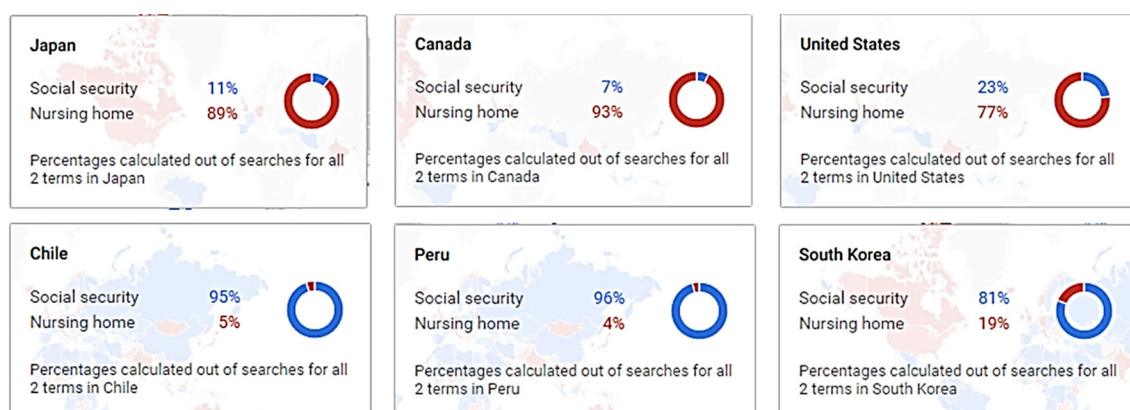 Japan
Social security 11%
Nursing home 89%
Percentages calculated out of searches for all
2 terms in Japan
Canada
Social security 7%
Nursing home 93%
Percentages calculated out of searches for all
2 terms in Canada
United States
Social security 23%
Nursing home 77%
Percentages calculated out of searches for all
2 terms in United States
Chile
Social security 95%
Nursing home 5%
Percentages calculated out of searches for all
2 terms in Chile
Peru
Social security 96%
Nursing home 4%
Percentages calculated out of searches for all
2 terms in Peru
South Korea
Social security 81%
Nursing home 19%
Percentages calculated out of searches for all
2 terms in South Korea